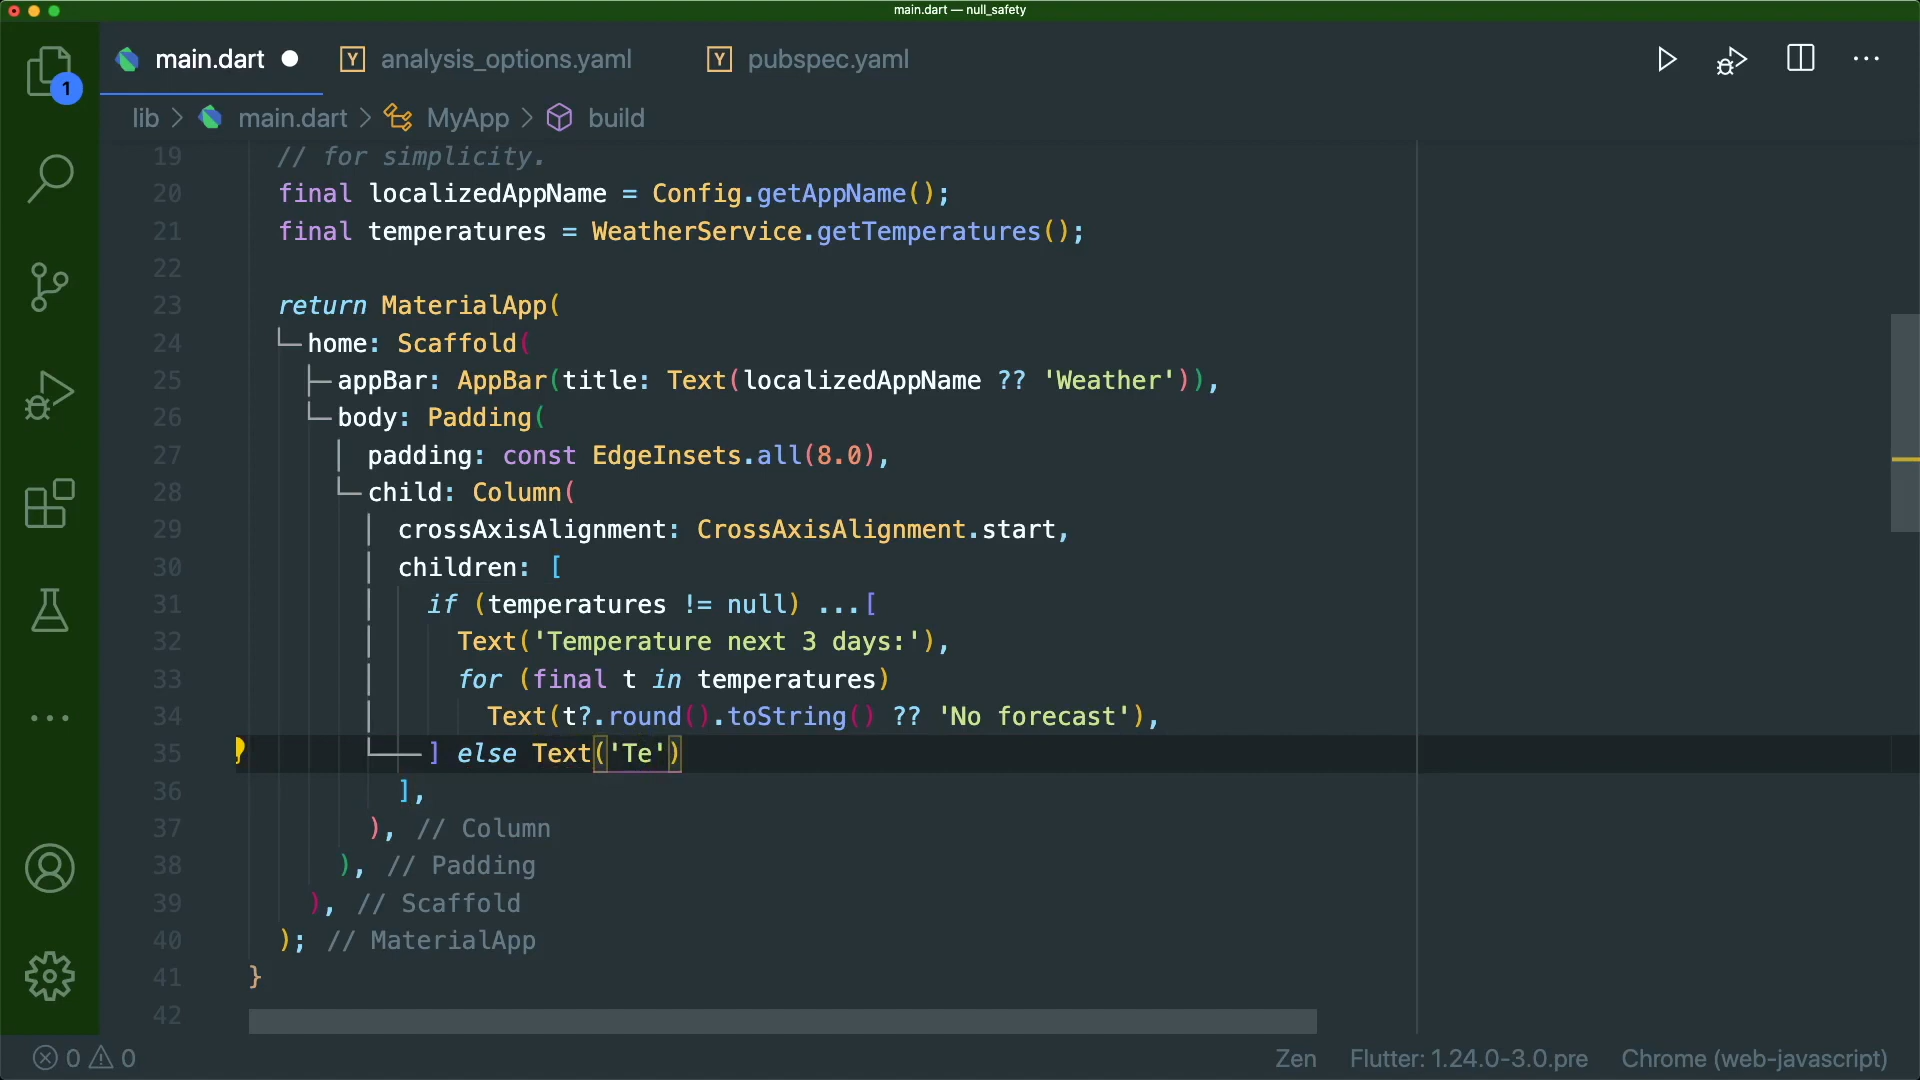 main.dart — null_safety
main.dart analysis_options.yaml pubspec.yaml
1
lib > main.dart > MyApp > build
19 // for simplicity.
20 final localizedAppName = Config.getAppName();
21 final temperatures = WeatherService.getTemperatures();
22
23 return MaterialApp(
24 home: Scaffold(
25 appBar: AppBar(title: Text(localizedAppName ?? 'Weather')),
26 body: Padding(
27 padding: const EdgeInsets.all(8.0),
28 child: Column(
29 crossAxisAlignment: CrossAxisAlignment.start,
30 children: [
31 if (temperatures != null) ...[
32 Text('Temperature next 3 days:'),
33 for (final t in temperatures)
34 Text(t?.round().toString() ?? 'No forecast'),
35 ] else Text('Te')
36 ],
37 ), // Column
38 ), // Padding
39 ), // Scaffold
40 ); // MaterialApp
41 }
42
0 0 Zen Flutter: 1.24.0-3.0.pre Chrome (web-javascript)